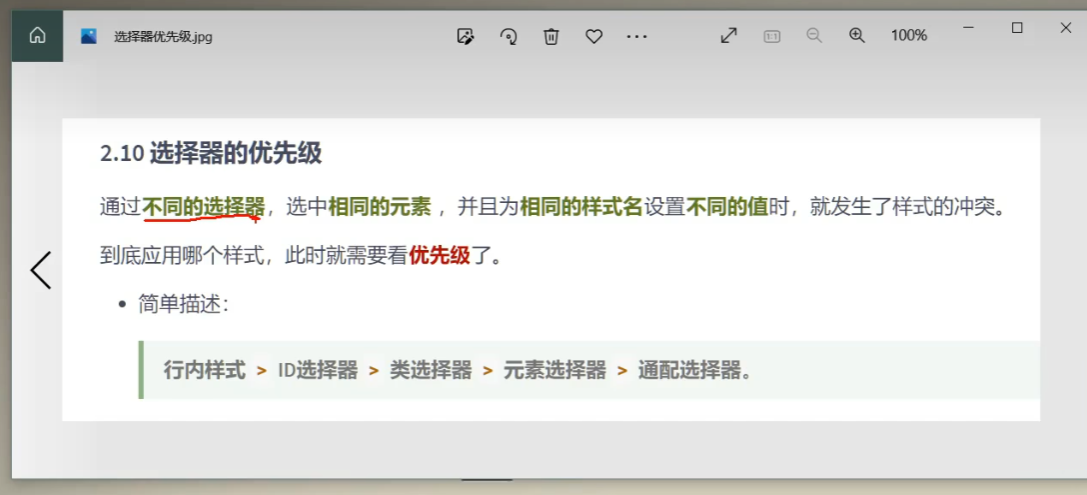 选择器优先级.jpg
100%
2.10 选择器的优先级
通过不同的选择器，选中相同的元素 ，并且为相同的样式名设置不同的值时，就发生了样式的冲突。
到底应用哪个样式，此时就需要看优先级了。
• 简单描述：
行内样式 > ID选择器 > 类选择器 > 元素选择器 > 通配选择器。